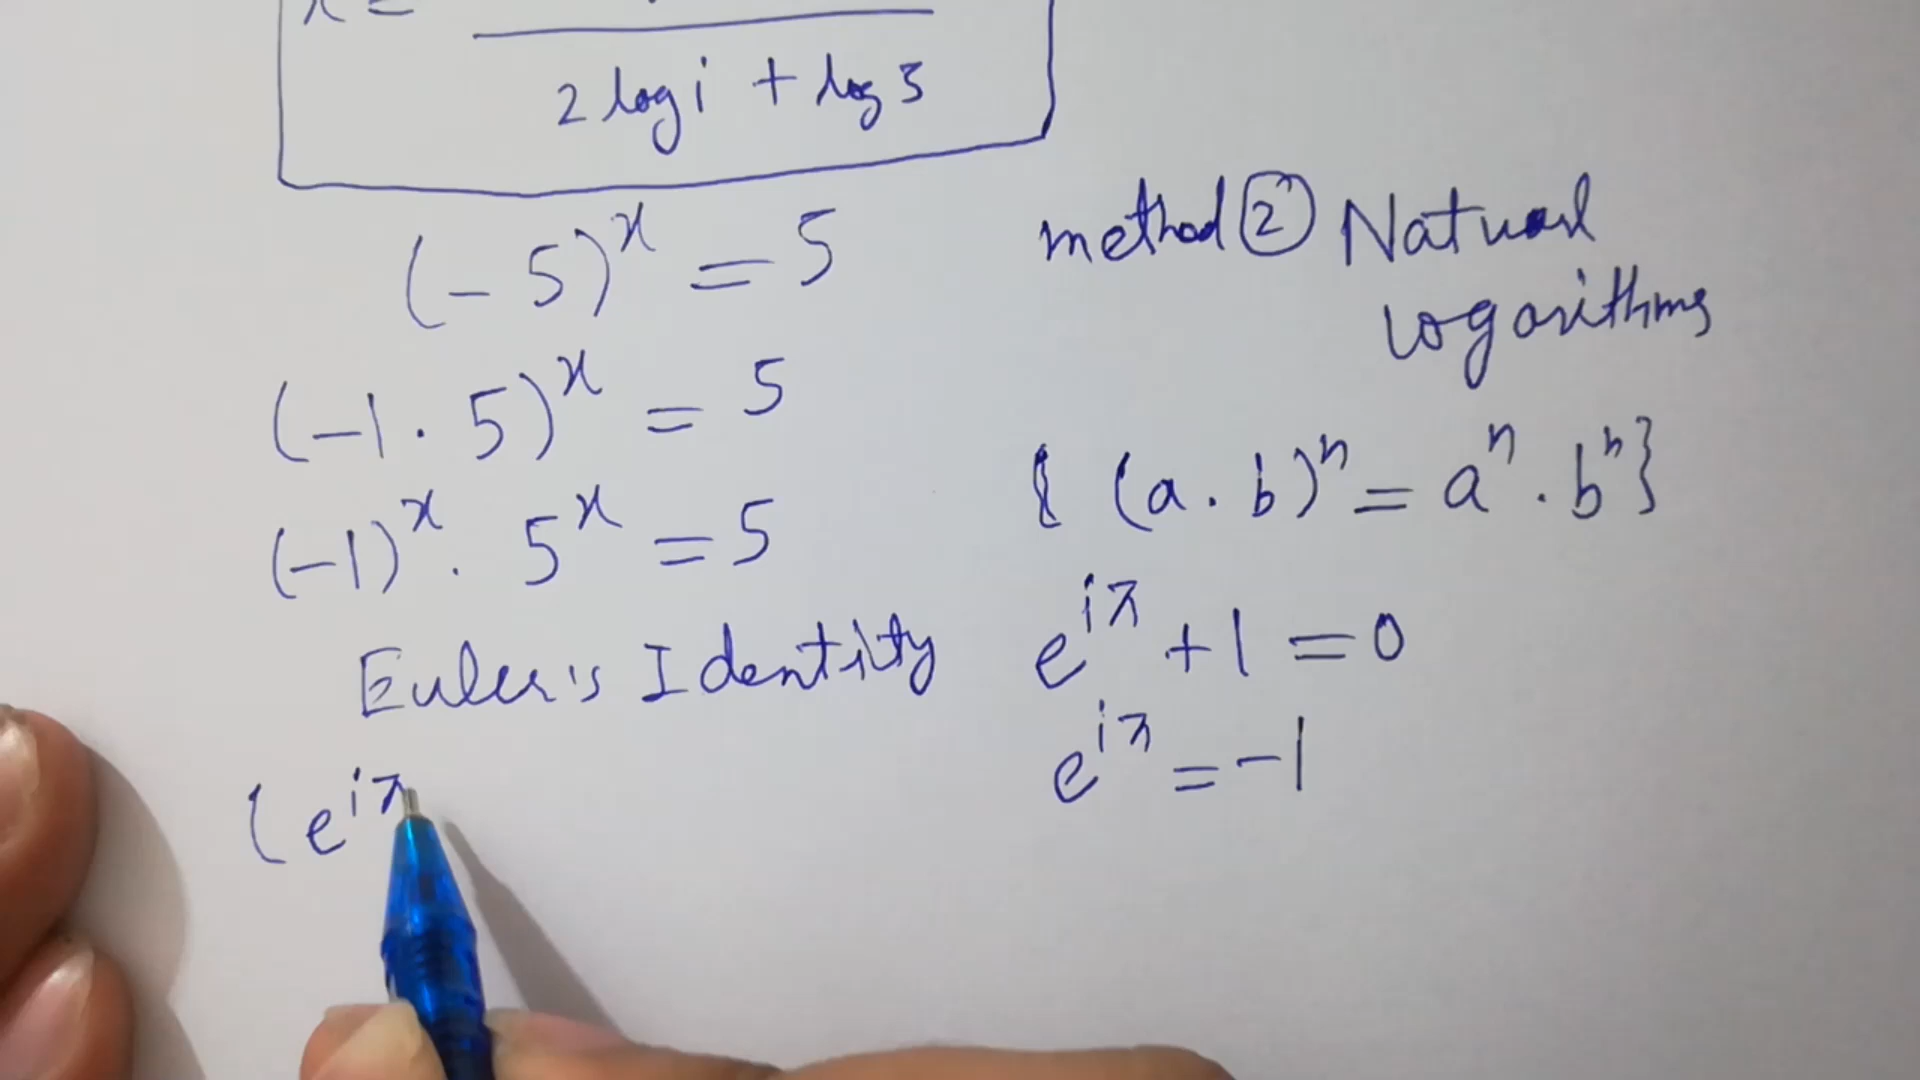 x =
2 log i + log 5
(-5)^x = 5
method ② Natural
logarithms
(-1 · 5)^x = 5
(-1)^x · 5^x = 5
{ (a · b)^n = a^n · b^n }
Euler's Identity
e^{iπ} + 1 = 0
e^{iπ} = -1
(e^{iπ}